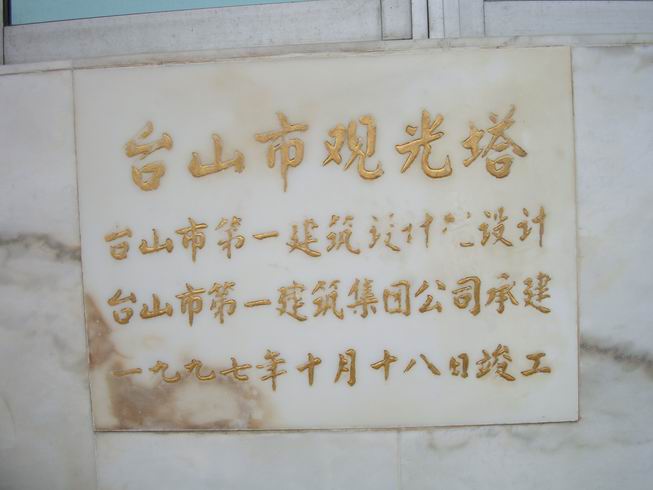 台山市观光塔
台山市第一建筑设计院设计
台山市第一建筑集团公司承建
一九九七年十月十八日竣工